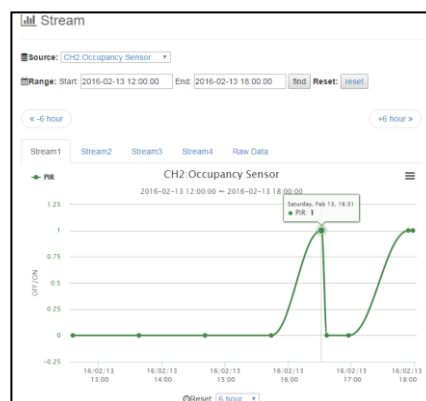 Stream
Source: CH2:Occupancy Sensor
Range: Start: 2016-02-13 12:00:00 End: 2016-02-13 18:00:00 find Reset: reset
« -6 hour +6 hour »
Stream1 Stream2 Stream3 Stream4 Raw Data
PIR
CH2:Occupancy Sensor
2016-02-13 12:00:00 ~ 2016-02-13 18:00:00
Saturday, Feb 13, 16:31
PIR: 1
OFF/ON
1.25
1
0.75
0.5
0.25
0
-0.25
16/02/13 16/02/13 16/02/13 16/02/13 16/02/13 16/02/13
13:00 14:00 15:00 16:00 17:00 18:00
Reset: 6 hour